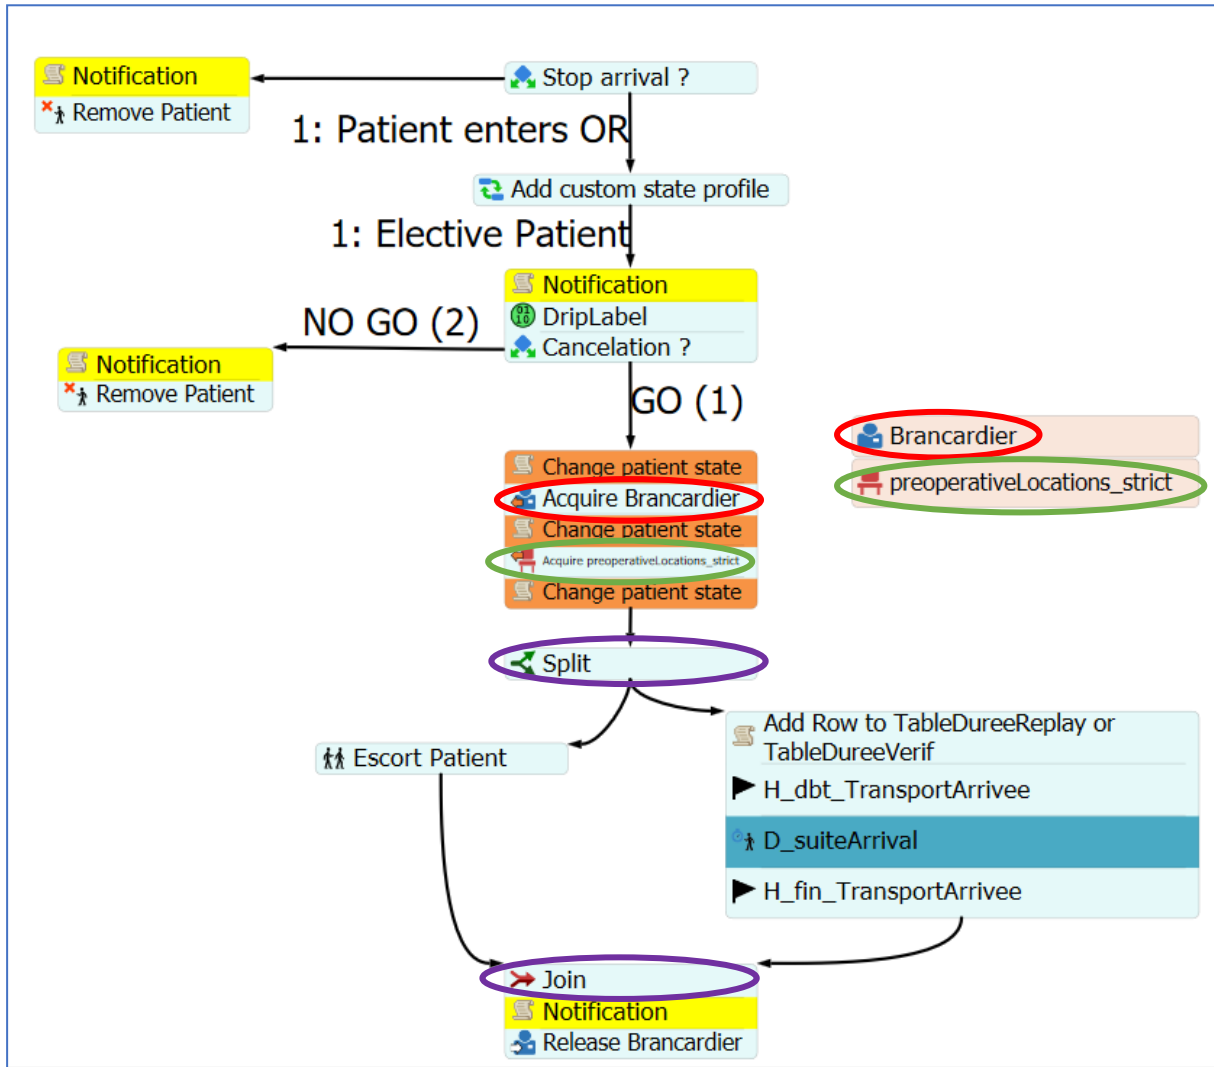 Stop arrival ?
Notification
Remove Patient
1: Patient enters OR
Add custom state profile
1: Elective Patient
Notification
DripLabel
Cancelation ?
NO GO (2)
Notification
Remove Patient
GO (1)
Brancardier
preoperativeLocations_strict
Change patient state
Acquire Brancardier
Change patient state
Acquire preoperativeLocations_strict
Change patient state
Split
Escort Patient
Add Row to TableDureeReplay or
TableDureeVerif
H_dbt_TransportArrivee
D_suiteArrival
H_fin_TransportArrivee
Join
Notification
Release Brancardier